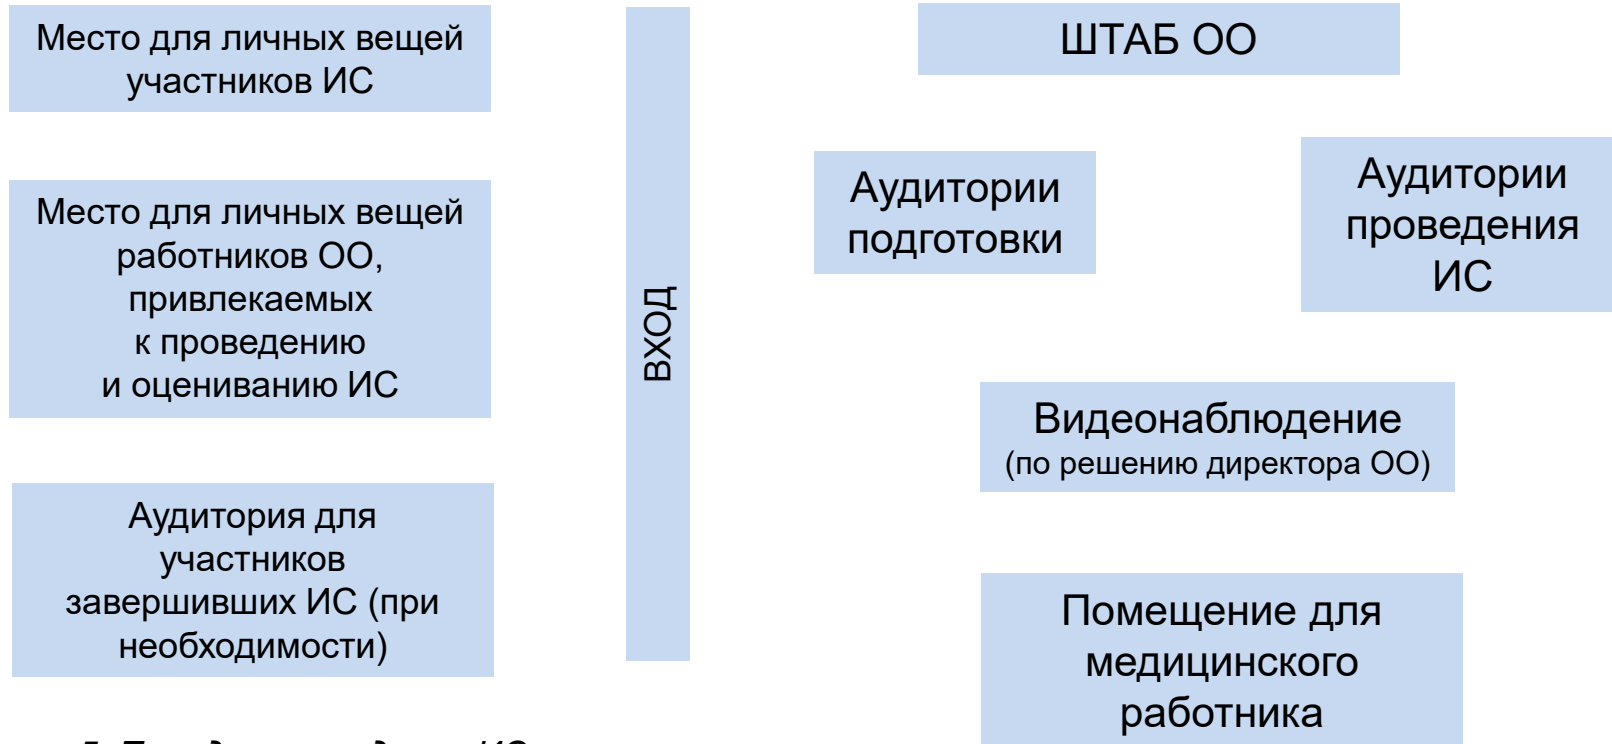 Место для личных вещей
участников ИС
Место для личных вещей
работников ОО,
привлекаемых
к проведению
и оцениванию ИС
Аудитория для
участников
завершивших ИС (при
необходимости)
ВХОД
ШТАБ ОО
Аудитории
подготовки
Аудитории
проведения
ИС
Видеонаблюдение
(по решению директора ОО)
Помещение для
медицинского
работника